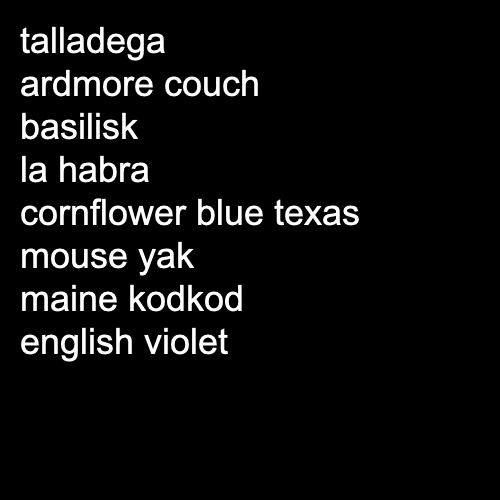 talladega
ardmore couch
basilisk
la habra
cornflower blue texas
mouse yak
maine kodkod
english violet